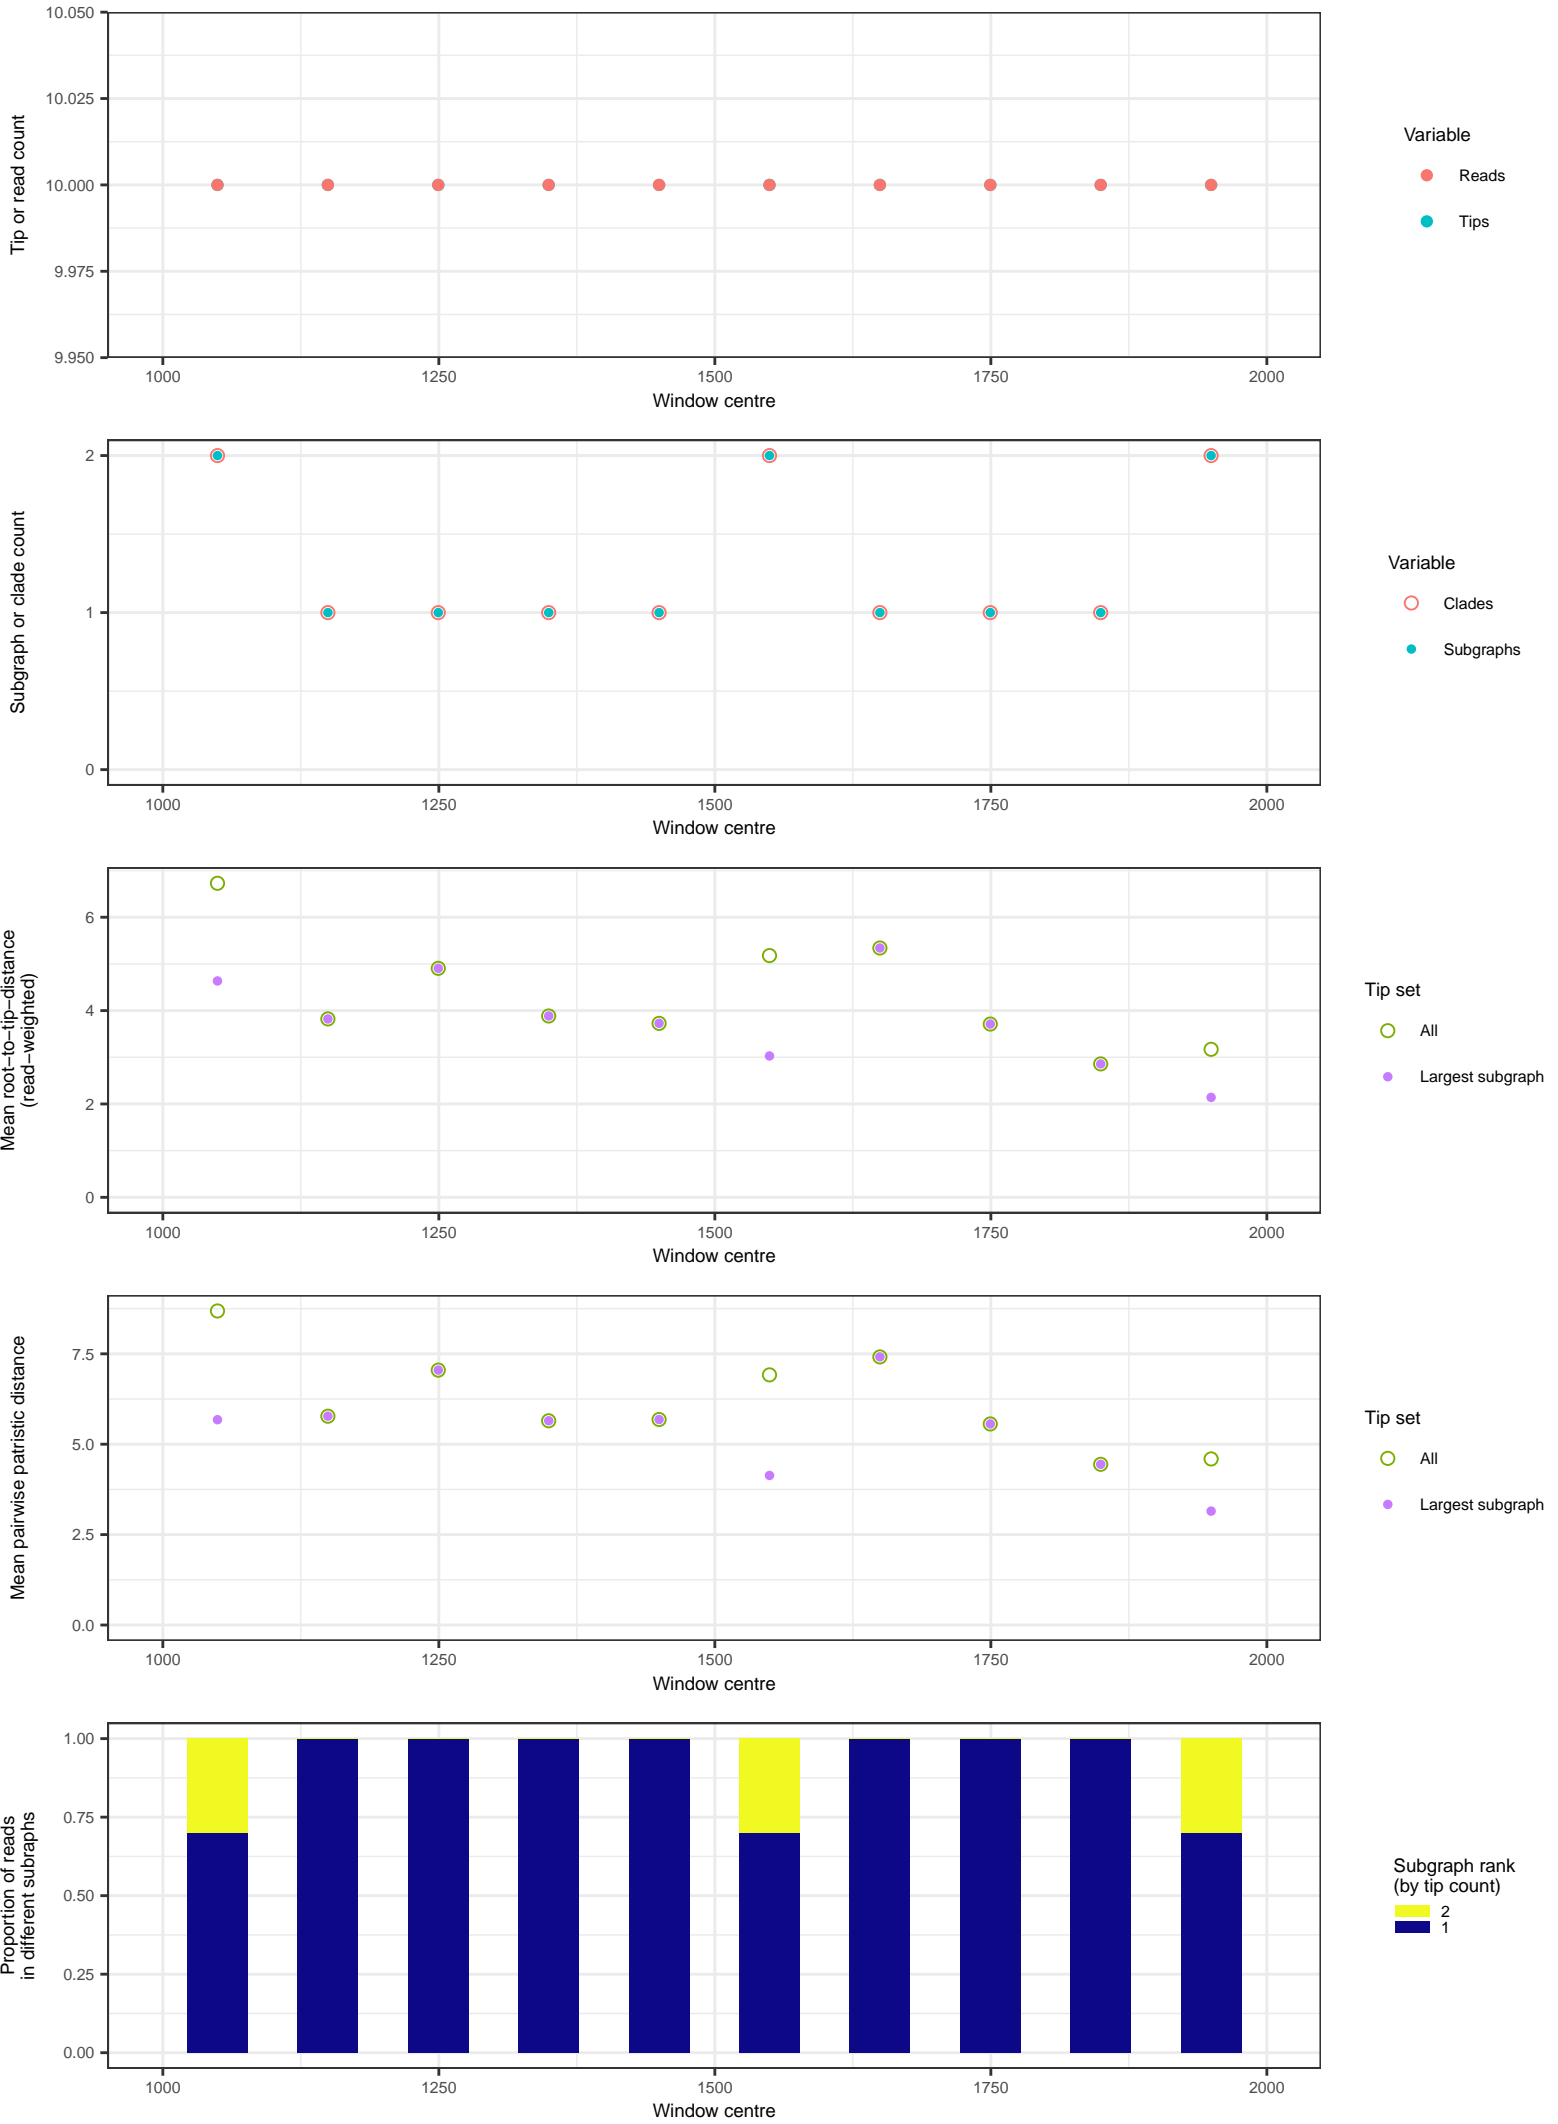 10.050
10.025
10.000
9.975
9.950
Tip or read count
1000 1250 1500 1750 2000
Window centre
Variable
Reads
Tips
2
1
0
Subgraph or clade count
1000 1250 1500 1750 2000
Window centre
Variable
Clades
Subgraphs
6
4
2
0
Mean root−to−tip−distance
(read−weighted)
1000 1250 1500 1750 2000
Window centre
Tip set
All
Largest subgraph
7.5
5.0
2.5
0.0
Mean pairwise patristic distance
1000 1250 1500 1750 2000
Window centre
Tip set
All
Largest subgraph
1.00
0.75
0.50
0.25
0.00
Proportion of reads
in different subraphs
1000 1250 1500 1750 2000
Window centre
Subgraph rank
(by tip count)
2
1